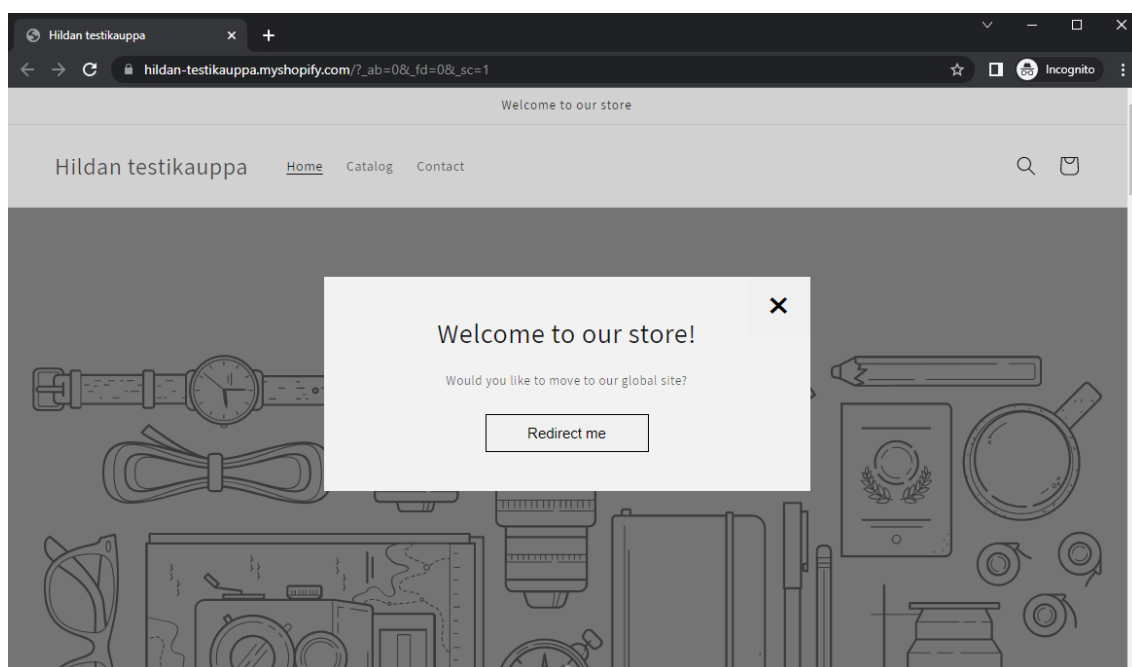 Hildan testikauppa
hildan-testikauppa.myshopify.com/?_ab=0&_fd=0&_sc=1
Incognito
Welcome to our store
Hildan testikauppa Home Catalog Contact
Welcome to our store!
Would you like to move to our global site?
Redirect me